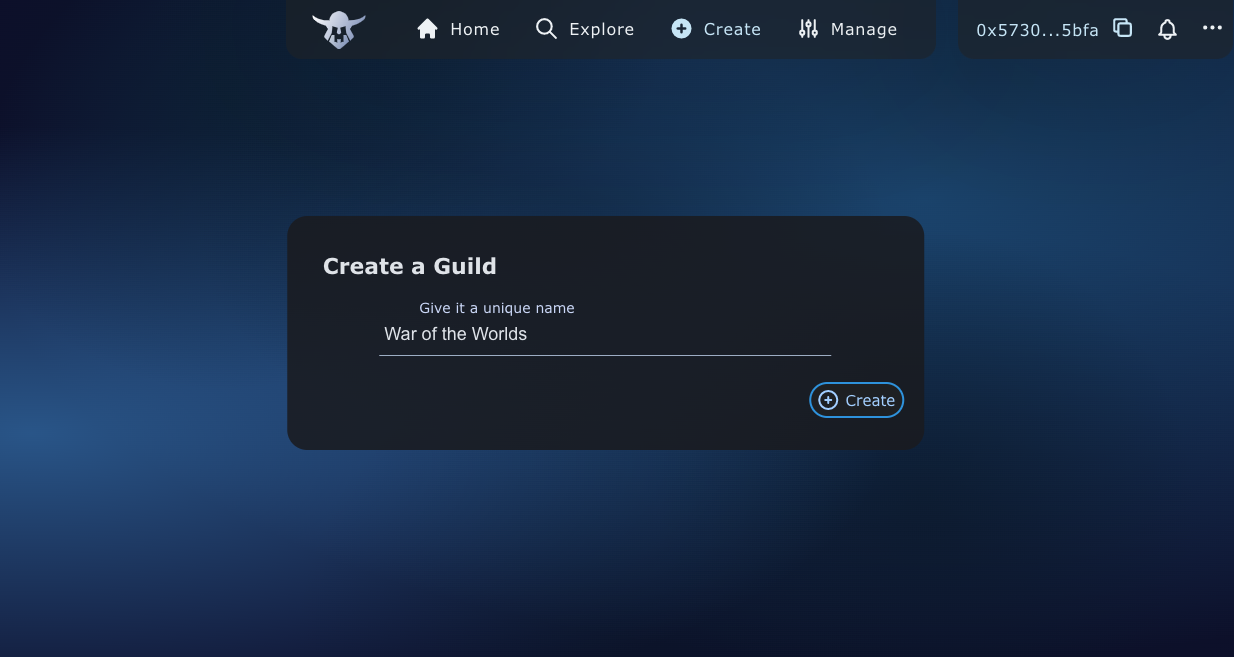 Home Explore Create Manage 0x5730...5bfa
Create a Guild
Give it a unique name
War of the Worlds
Create